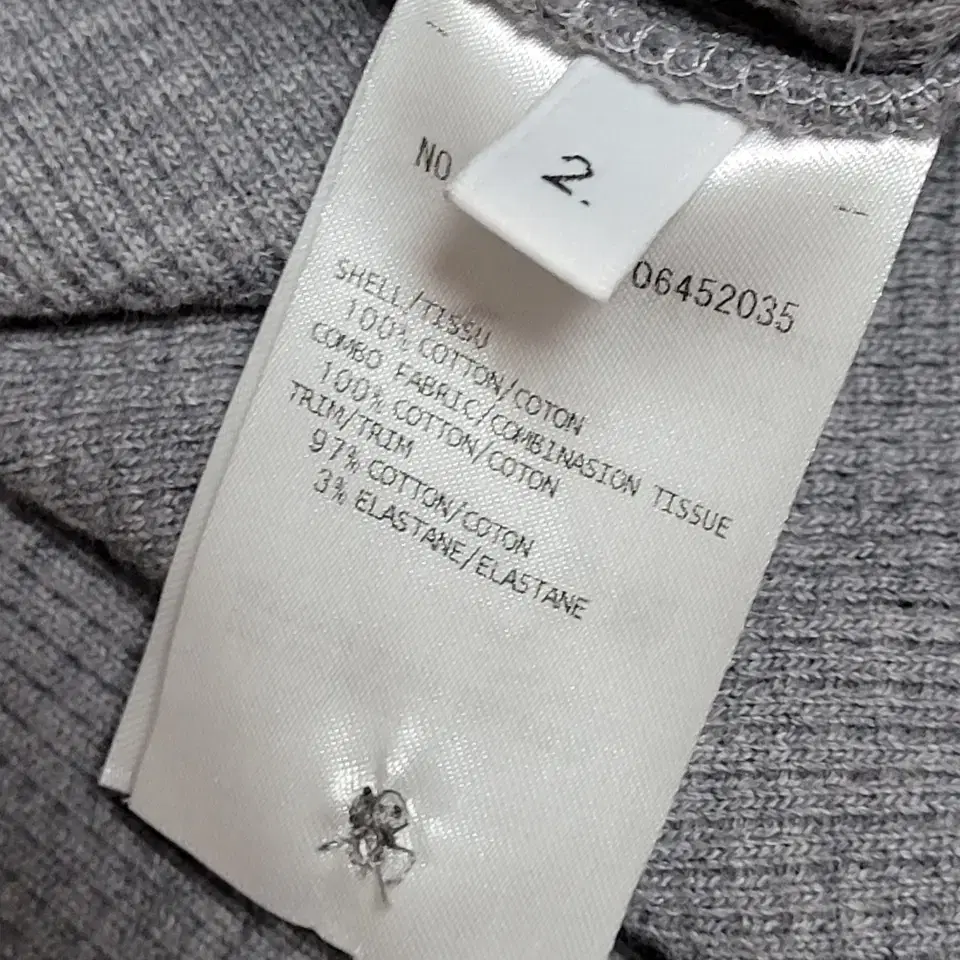 2.
NO 06452035
SHELL/TISSU
100% COTTON/COTON
COMBO FABRIC/COMBINASION TISSUE
100% COTTON/COTON
TRIM/TRIM
97% COTTON/COTON
3% ELASTANE/ELASTANE